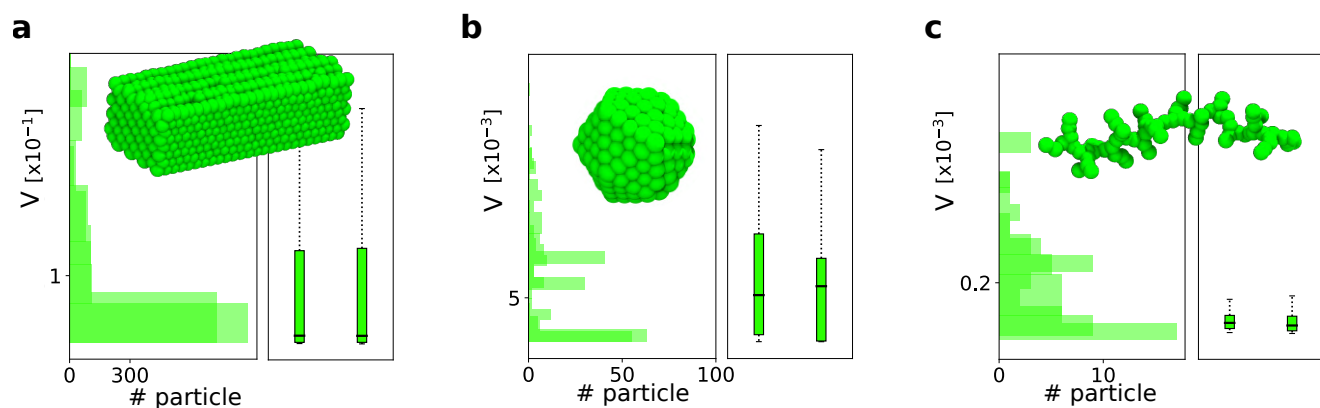 a
V [x10⁻¹]
1
0
300
# particle
b
V [x10⁻³]
5
0
50
100
# particle
c
V [x10⁻³]
0.2
0
10
# particle